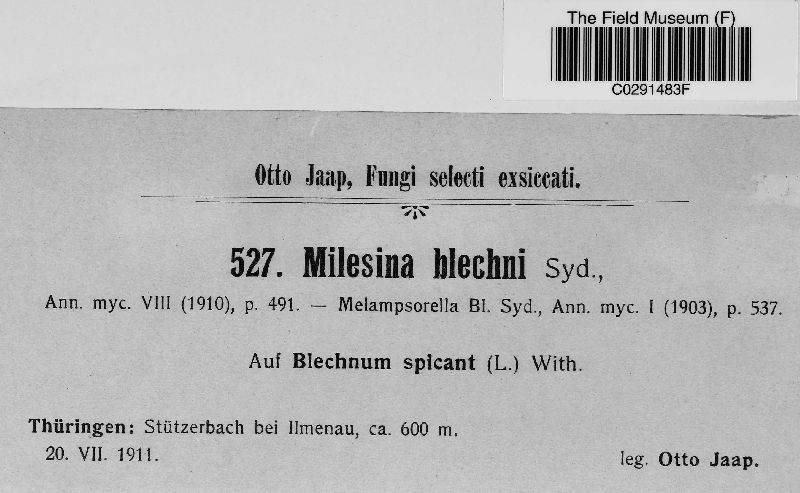 The Field Museum (F)
C0291483F
Otto Jaap, Fungi selecti exsiccati.
527. Milesina blechni Syd.,
Ann. myc. VIII (1910), p. 491. — Melampsorella Bl. Syd., Ann. myc. I (1903), p. 537.
Auf Blechnum spicant (L.) With.
Thüringen: Stützerbach bei Ilmenau, ca. 600 m.
20. VII. 1911.
leg. Otto Jaap.